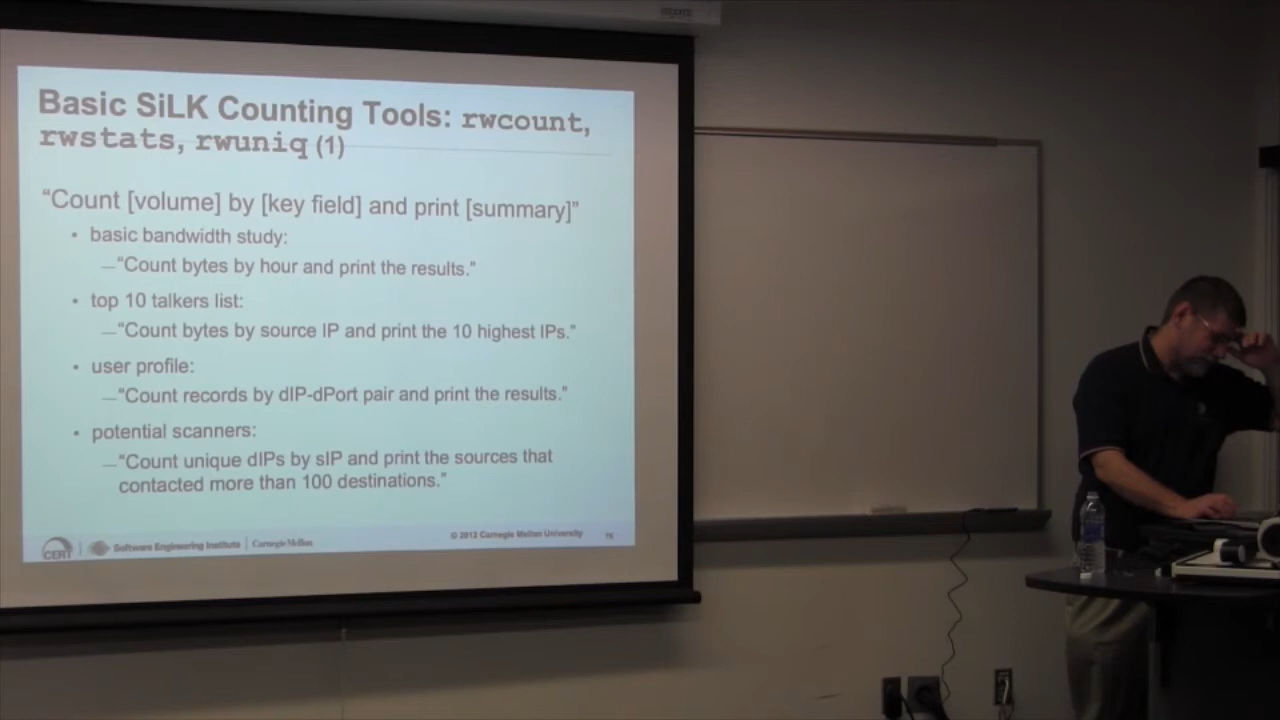 Basic SiLK Counting Tools: rwcount,
rwstats, rwuniq (1)
“Count [volume] by [key field] and print [summary]”
• basic bandwidth study:
–“Count bytes by hour and print the results.”
• top 10 talkers list:
–“Count bytes by source IP and print the 10 highest IPs.”
• user profile:
–“Count records by dIP-dPort pair and print the results.”
• potential scanners:
–“Count unique dIPs by sIP and print the sources that
contacted more than 100 destinations.”
CERT Software Engineering Institute CarnegieMellon © 2012 Carnegie Mellon University